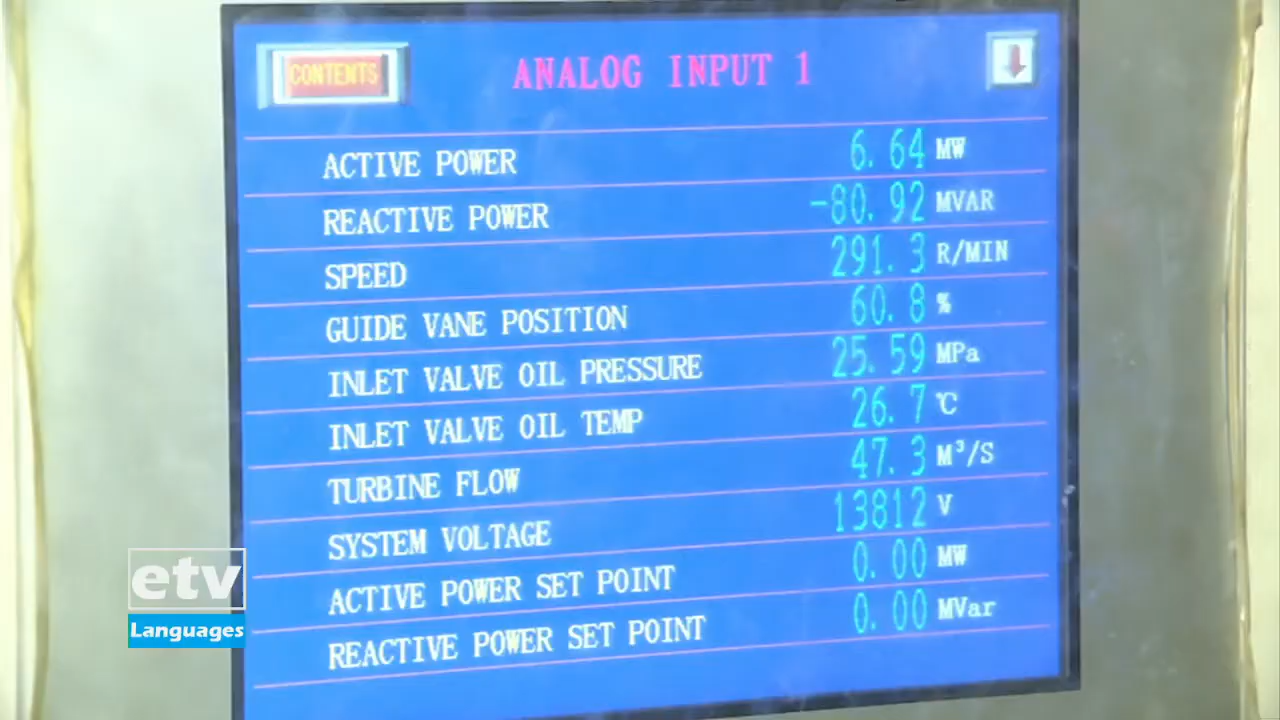 CONTENTS
ANALOG INPUT 1
ACTIVE POWER 6.64 MW
REACTIVE POWER -80.92 MVAR
SPEED 291.3 R/MIN
GUIDE VANE POSITION 60.8 %
INLET VALVE OIL PRESSURE 25.59 MPa
INLET VALVE OIL TEMP 26.7 ℃
TURBINE FLOW 47.3 M³/S
SYSTEM VOLTAGE 13812 V
ACTIVE POWER SET POINT 0.00 MW
REACTIVE POWER SET POINT 0.00 MVar
etv
Languages